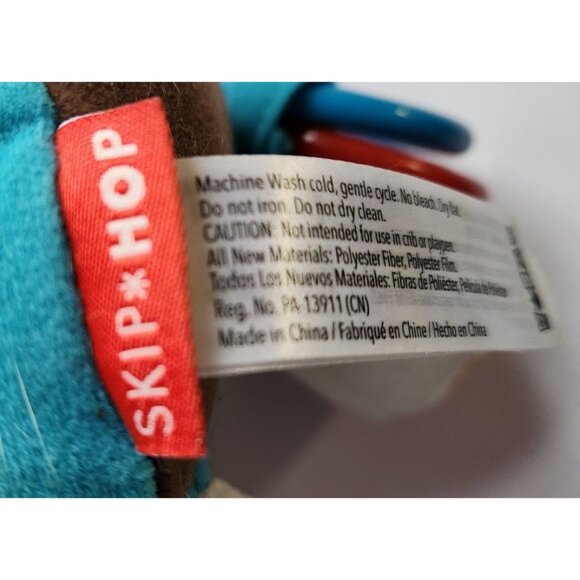 SKIP*HOP
Machine Wash cold, gentle cycle. No bleach. Dry flat.
Do not iron. Do not dry clean.
CAUTION: Not intended for use in crib or playpen.
All New Materials: Polyester Fiber, Polyester Film.
Todos Los Nuevos Materiales: Fibras de Poliéster, Película de Poliéster
Reg. No. PA-13911 (CN)
Made in China / Fabriqué en Chine / Hecho en China